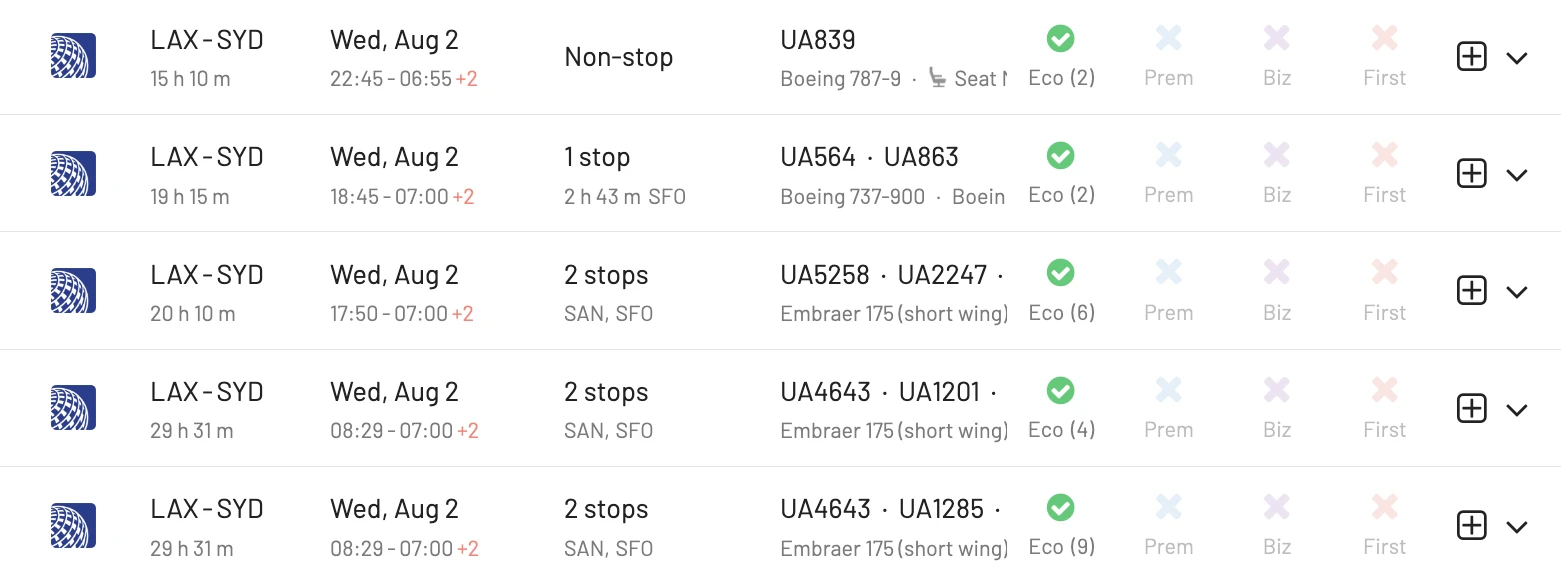 LAX - SYD Wed, Aug 2 Non-stop UA839
15 h 10 m 22:45 - 06:55 +2 Boeing 787-9 · Seat Eco (2) Prem Biz First
LAX - SYD Wed, Aug 2 1 stop UA564 · UA863
19 h 15 m 18:45 - 07:00 +2 2 h 43 m SFO Boeing 737-900 · Boein Eco (2) Prem Biz First
LAX - SYD Wed, Aug 2 2 stops UA5258 · UA2247 ·
20 h 10 m 17:50 - 07:00 +2 SAN, SFO Embraer 175 (short wing) Eco (6) Prem Biz First
LAX - SYD Wed, Aug 2 2 stops UA4643 · UA1201 ·
29 h 31 m 08:29 - 07:00 +2 SAN, SFO Embraer 175 (short wing) Eco (4) Prem Biz First
LAX - SYD Wed, Aug 2 2 stops UA4643 · UA1285 ·
29 h 31 m 08:29 - 07:00 +2 SAN, SFO Embraer 175 (short wing) Eco (9) Prem Biz First